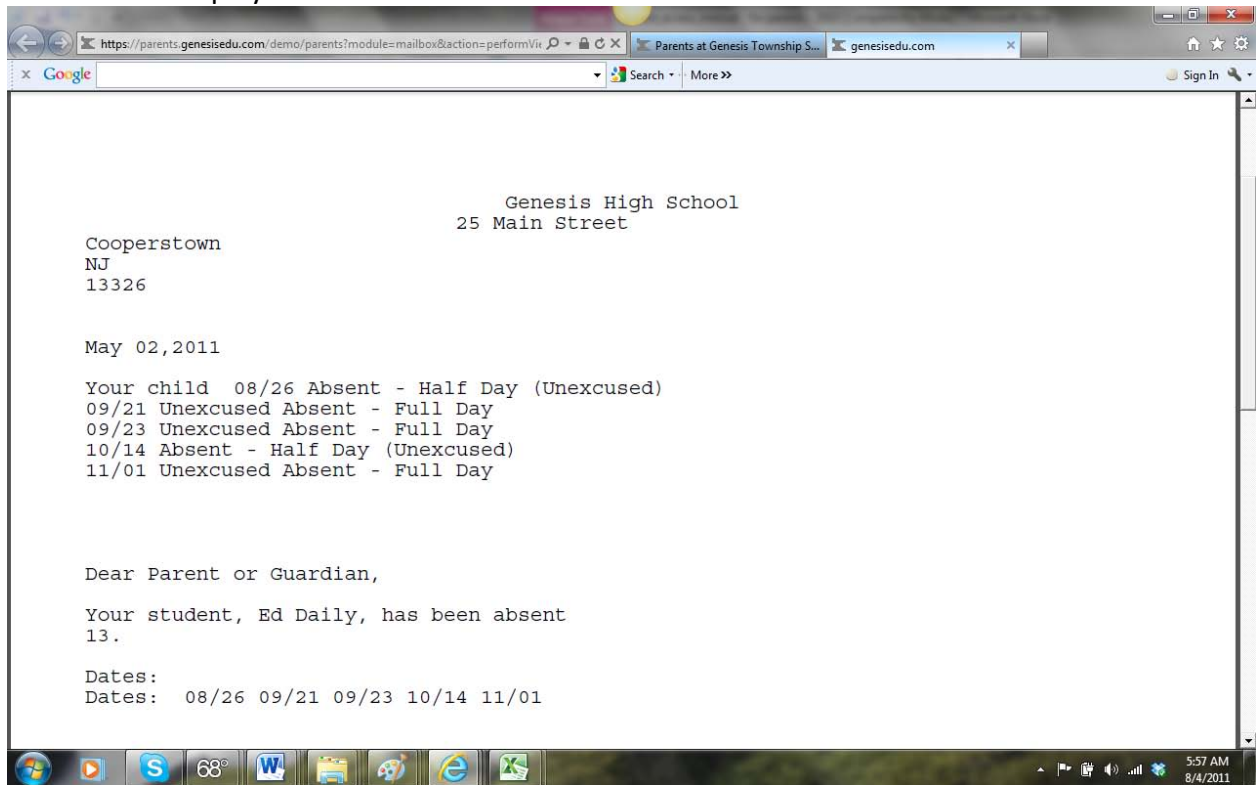 https://parents.genesisedu.com/demo/parents?module=mailbox&action=performVie
Parents at Genesis Township S...
genesisedu.com
x Google
Search
More >>
Sign In
Genesis High School
25 Main Street
Cooperstown
NJ
13326
May 02,2011
Your child 08/26 Absent - Half Day (Unexcused)
09/21 Unexcused Absent - Full Day
09/23 Unexcused Absent - Full Day
10/14 Absent - Half Day (Unexcused)
11/01 Unexcused Absent - Full Day
Dear Parent or Guardian,
Your student, Ed Daily, has been absent
13.
Dates:
Dates: 08/26 09/21 09/23 10/14 11/01
68°
5:57 AM
8/4/2011